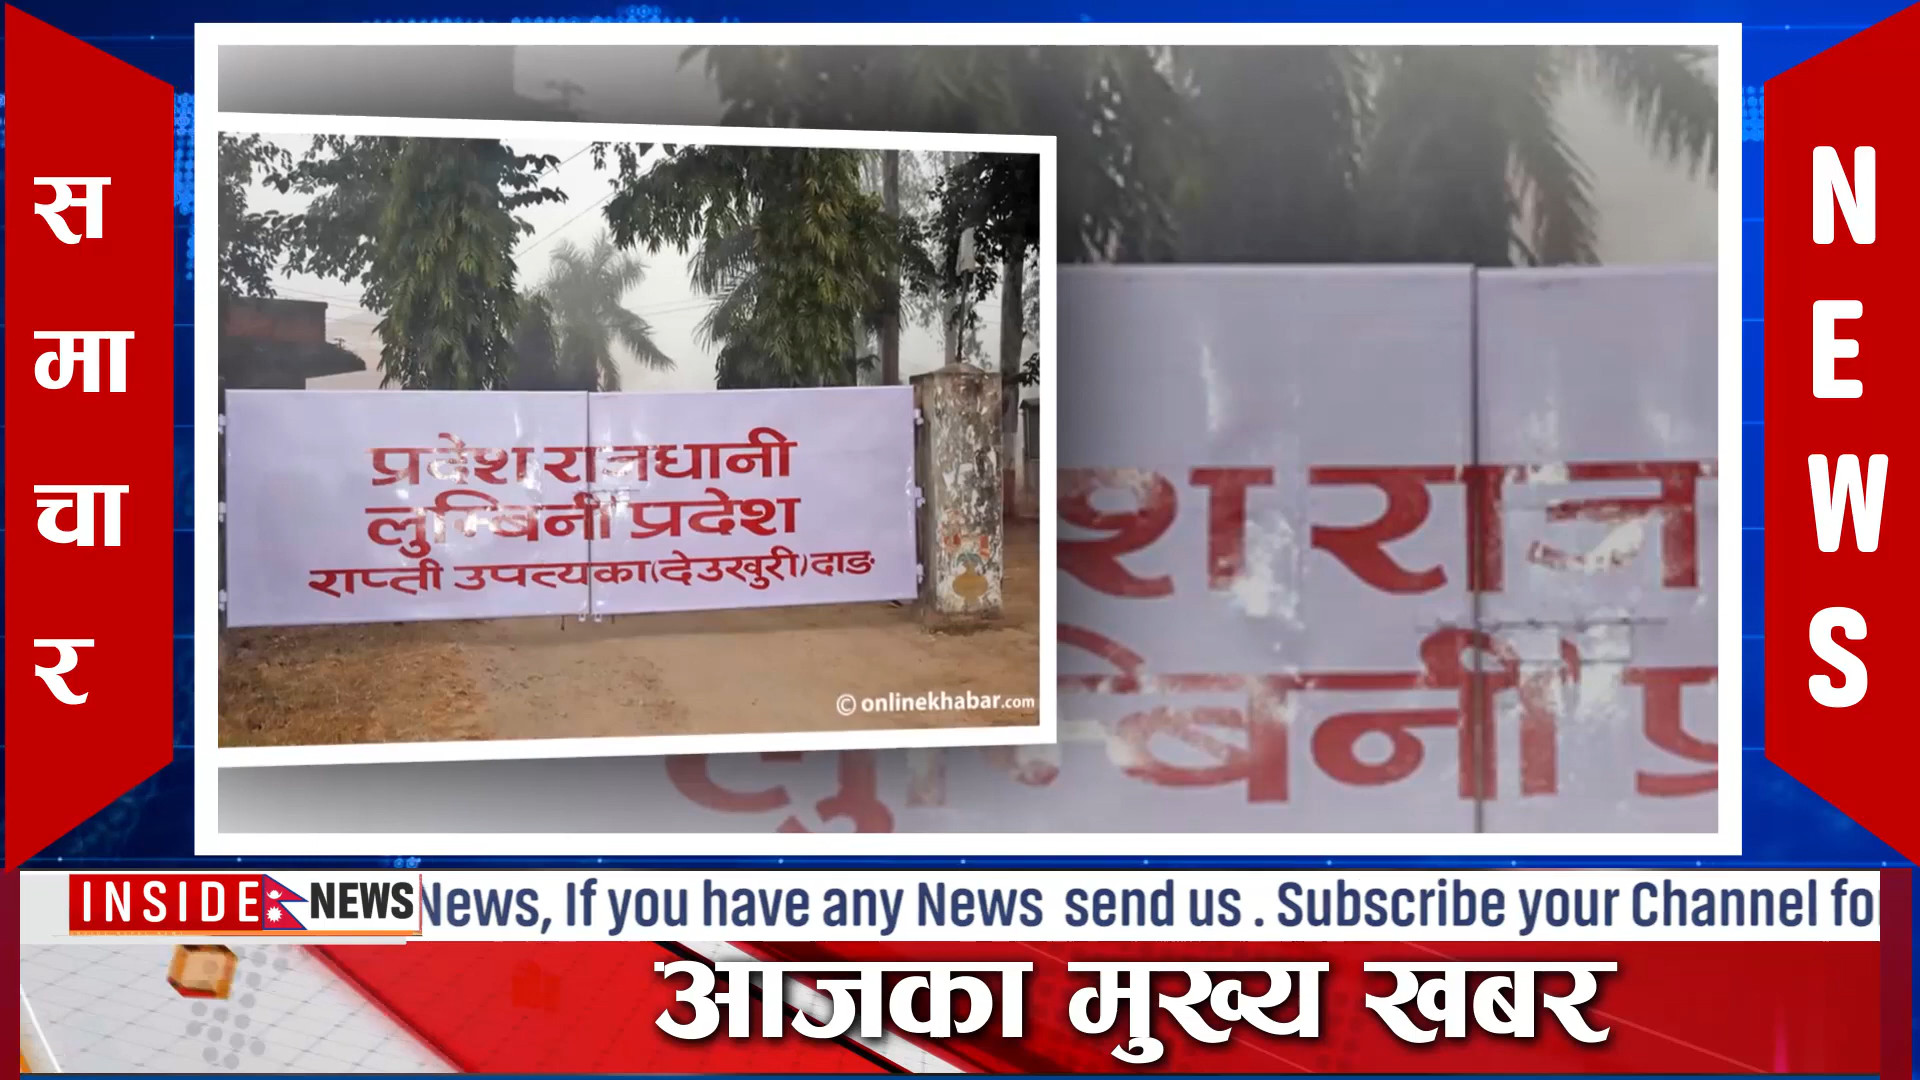 स
मा
चा
र
प्रदेश राजधानी
लुम्बिनी प्रदेश
राप्ती उपत्यका(देउखुरी)दाङ
© onlinekhabar.com
श राज
लुम्बिनी प्र
N
E
W
S
INSIDE NEWS
News, If you have any News send us . Subscribe your Channel for
आजका मुख्य खबर